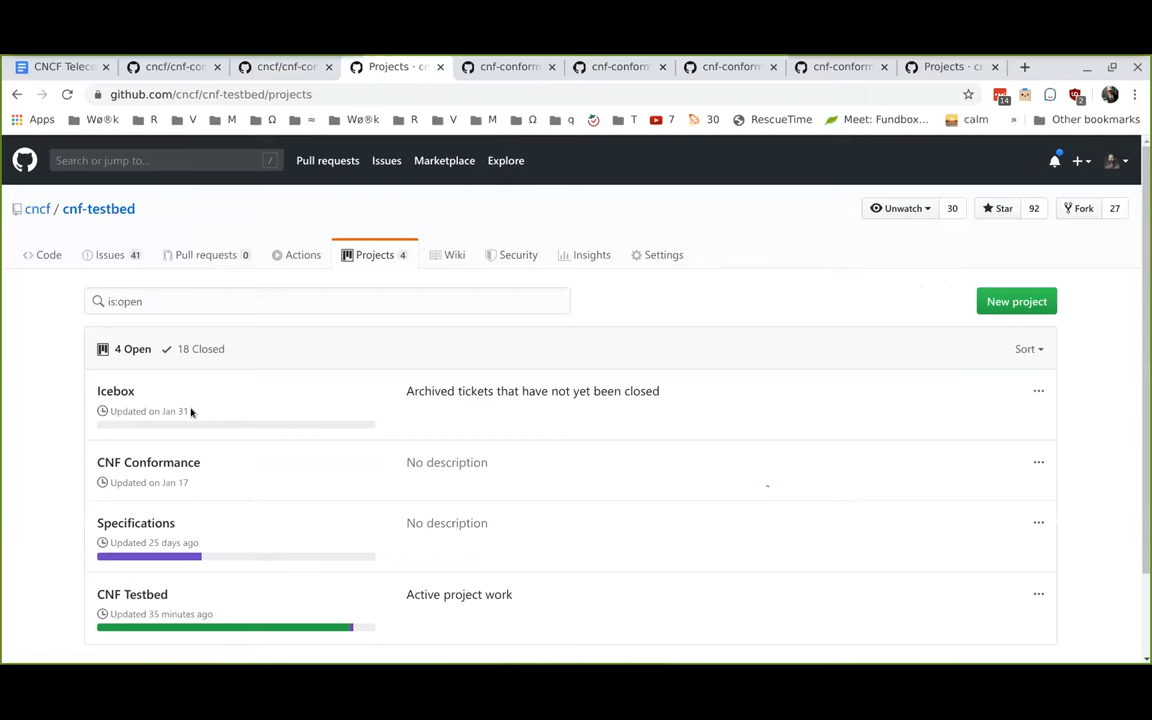 CNCF Telec
cncf/cnf-co
cncf/cnf-co
Projects · c
cnf-conform
cnf-conform
cnf-conform
cnf-conform
Projects · c
github.com/cncf/cnf-testbed/projects
14
2
Apps
Wø®k
R
V
M
Ω
≈
Wø®k
R
V
M
Ω
q
T
7
30
RescueTime
Meet: Fundbox...
calm
»
Other bookmarks
Search or jump to...
/
Pull requests
Issues
Marketplace
Explore
cncf / cnf-testbed
Unwatch
30
Star
92
Fork
27
Code
Issues 41
Pull requests 0
Actions
Projects 4
Wiki
Security
Insights
Settings
is:open
New project
4 Open
18 Closed
Sort
Icebox
Archived tickets that have not yet been closed
Updated on Jan 31
CNF Conformance
No description
Updated on Jan 17
Specifications
No description
Updated 25 days ago
CNF Testbed
Active project work
Updated 35 minutes ago